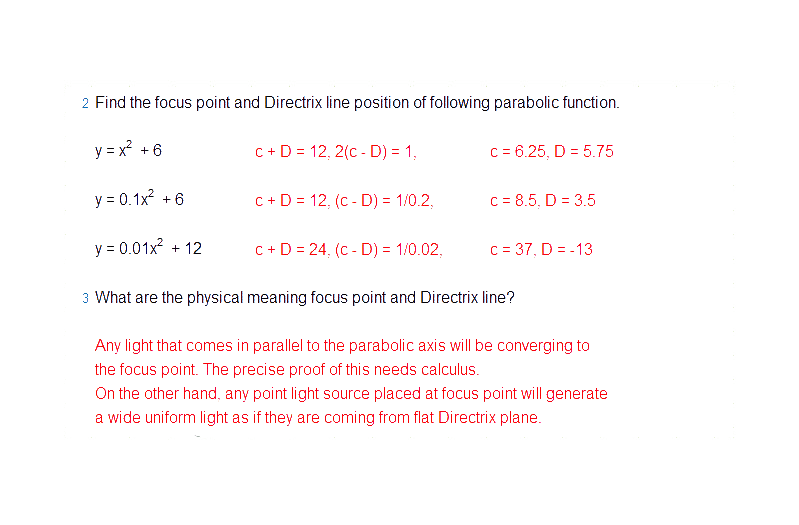 2 Find the focus point and Directrix line position of following parabolic function.
y = x² + 6 c + D = 12, 2(c - D) = 1, c = 6.25, D = 5.75
y = 0.1x² + 6 c + D = 12, (c - D) = 1/0.2, c = 8.5, D = 3.5
y = 0.01x² + 12 c + D = 24, (c - D) = 1/0.02, c = 37, D = -13
3 What are the physical meaning focus point and Directrix line?
Any light that comes in parallel to the parabolic axis will be converging to
the focus point. The precise proof of this needs calculus.
On the other hand, any point light source placed at focus point will generate
a wide uniform light as if they are coming from flat Directrix plane.